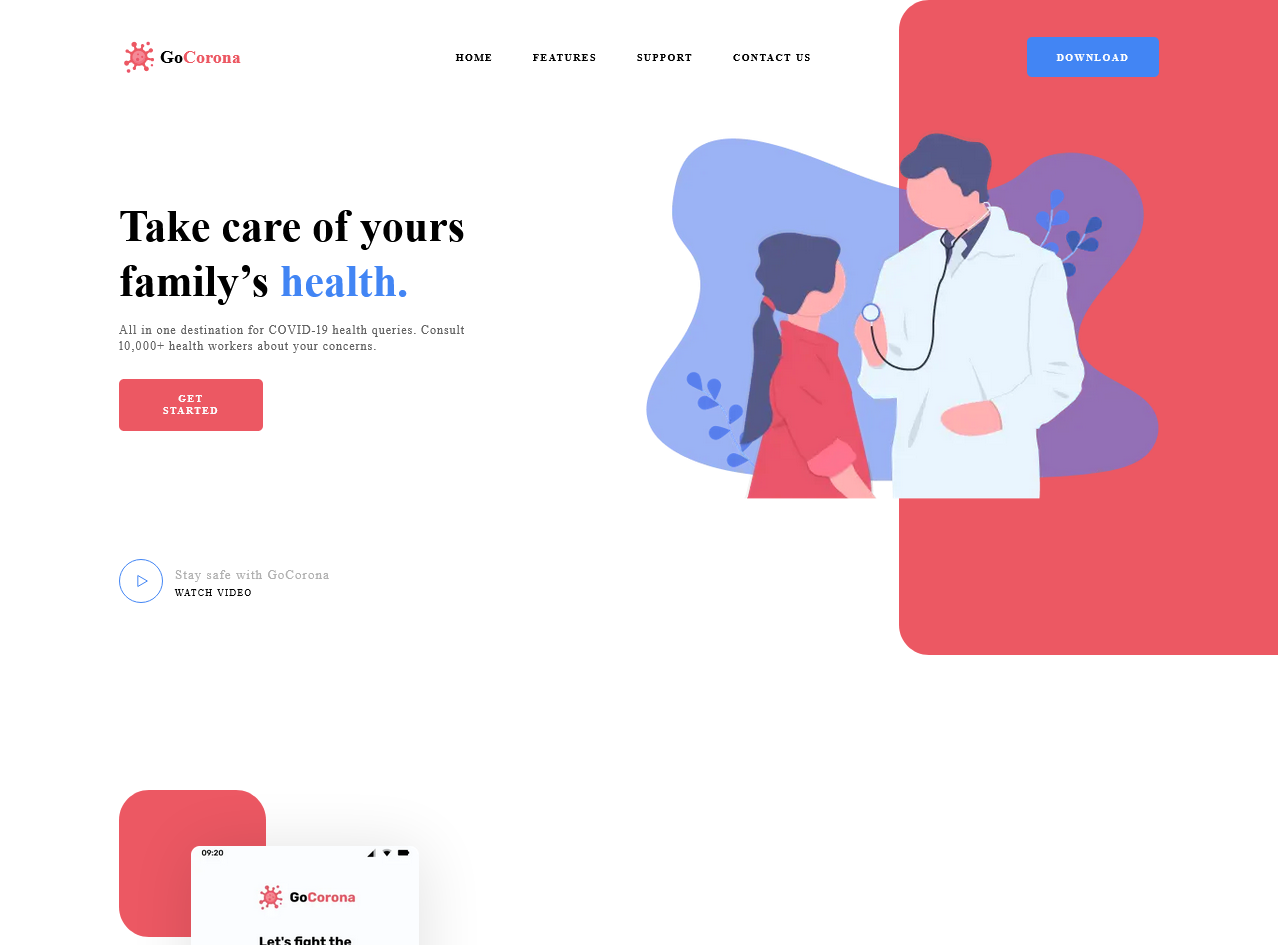 GoCorona
HOME FEATURES SUPPORT CONTACT US
DOWNLOAD
Take care of yours
family’s health.
All in one destination for COVID-19 health queries. Consult
10,000+ health workers about your concerns.
GET
STARTED
Stay safe with GoCorona
WATCH VIDEO
09:20
GoCorona
Let's fight the